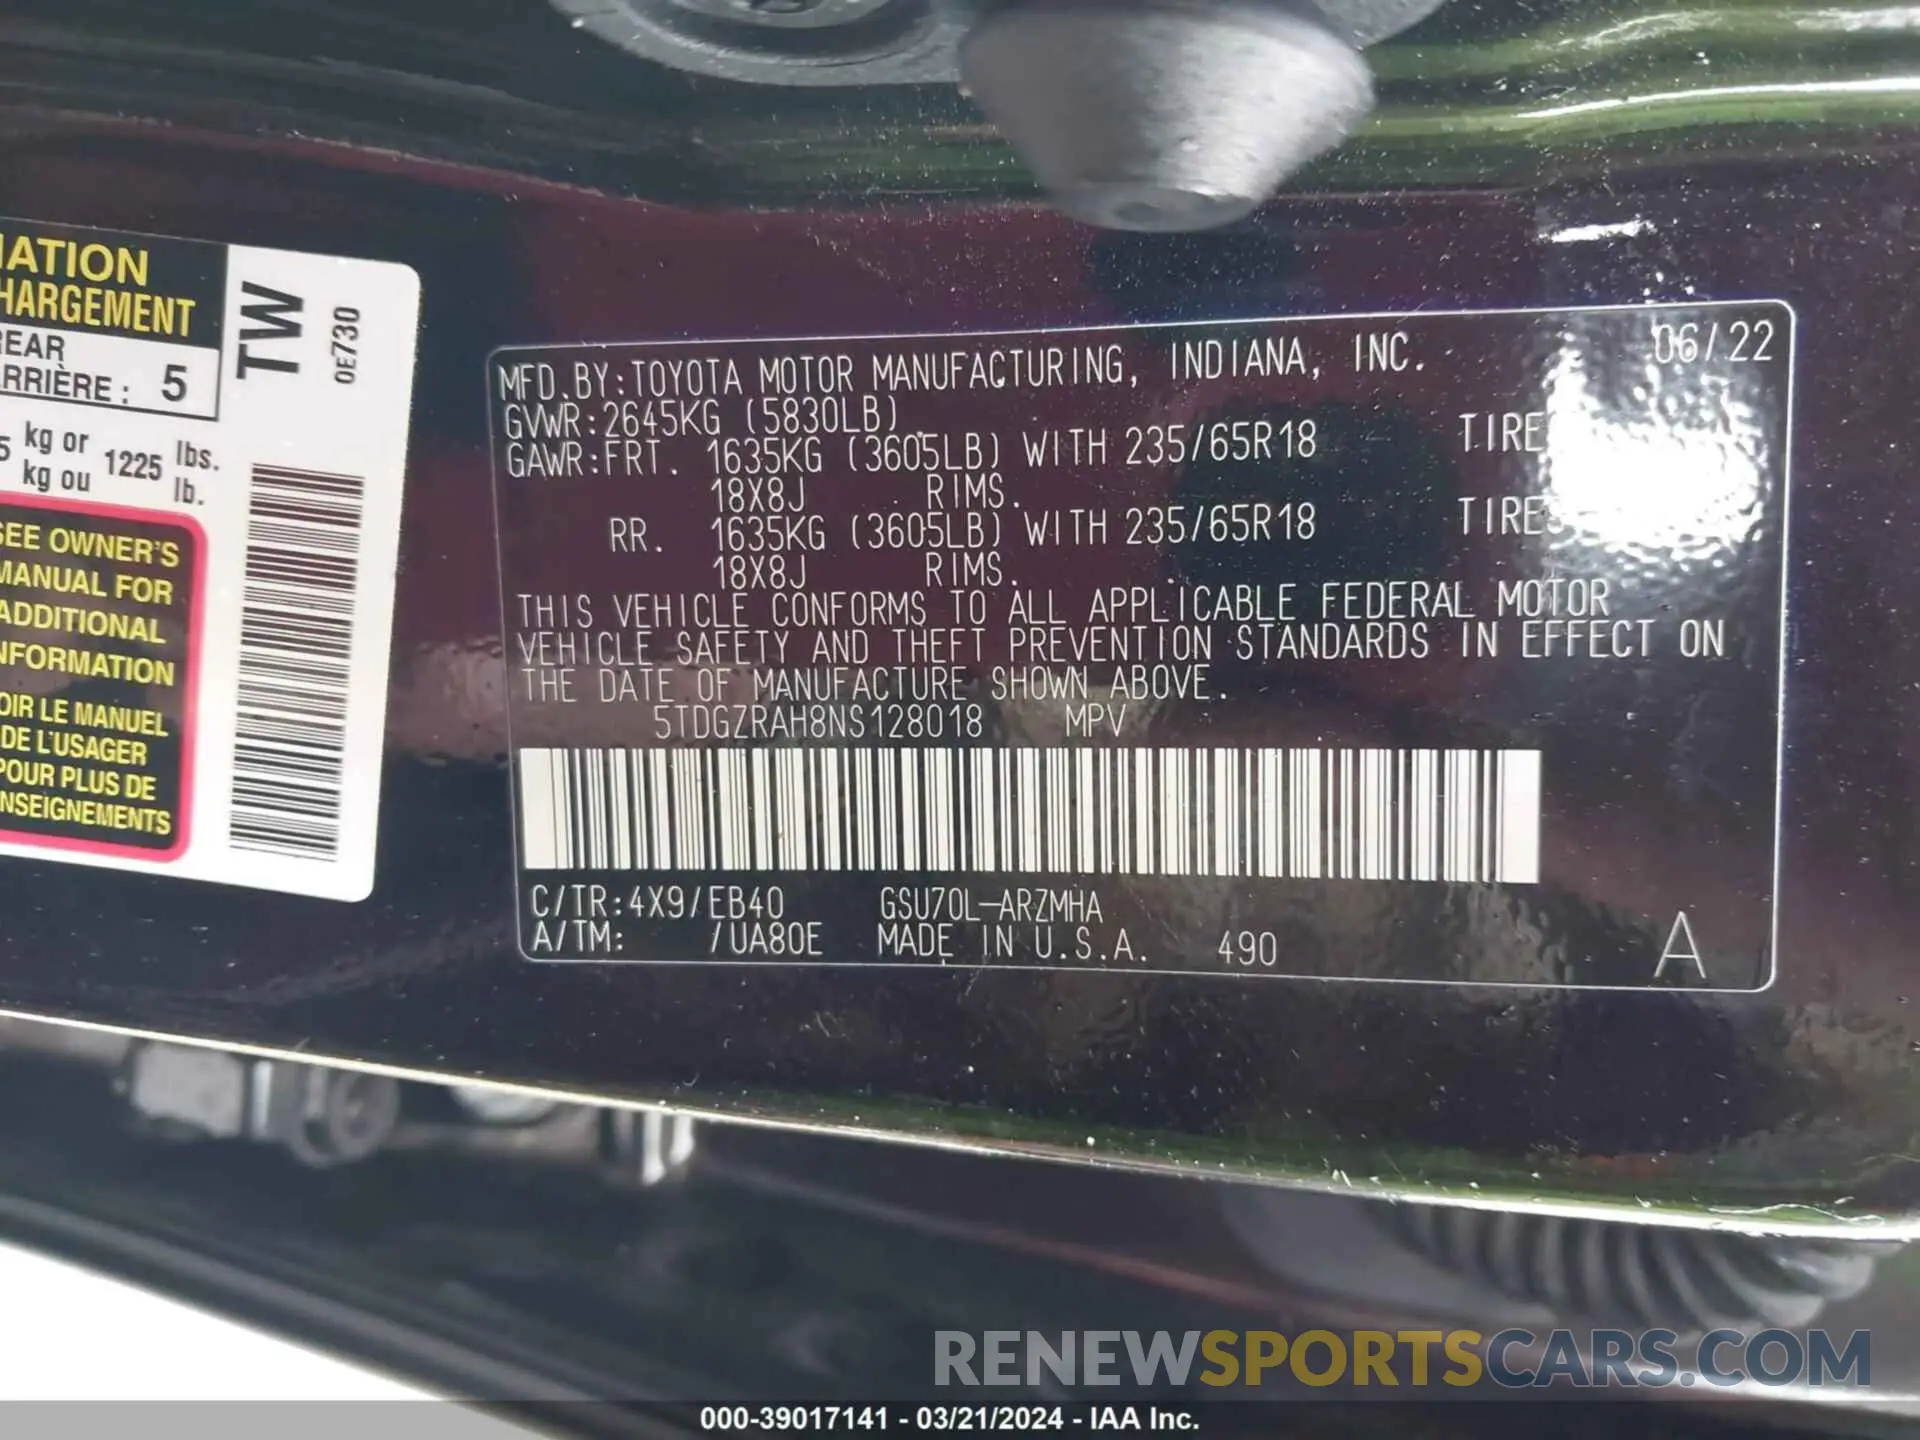 MFD.BY:TOYOTA MOTOR MANUFACTURING, INDIANA, INC. 06/22
GVWR:2645KG (5830LB)
GAWR:FRT. 1635KG (3605LB) WITH 235/65R18 TIRES
18X8J RIMS.
RR. 1635KG (3605LB) WITH 235/65R18 TIRES
18X8J RIMS.
THIS VEHICLE CONFORMS TO ALL APPLICABLE FEDERAL MOTOR
VEHICLE SAFETY AND THEFT PREVENTION STANDARDS IN EFFECT ON
THE DATE OF MANUFACTURE SHOWN ABOVE.
5TDGZRAH8NS128018 MPV
C/TR:4X9/EB40 GSU70L-ARZMHA
A/TM: /UA80E MADE IN U.S.A. 490 A
IATION
HARGEMENT
REAR
ARRIÈRE : 5
5 kg or 1225 lbs.
kg ou lb.
SEE OWNER'S
MANUAL FOR
ADDITIONAL
INFORMATION
OIR LE MANUEL
DE L'USAGER
POUR PLUS DE
NSEIGNEMENTS
TW
0E730
RENEWSPORTSCARS.COM
000-39017141 - 03/21/2024 - IAA Inc.